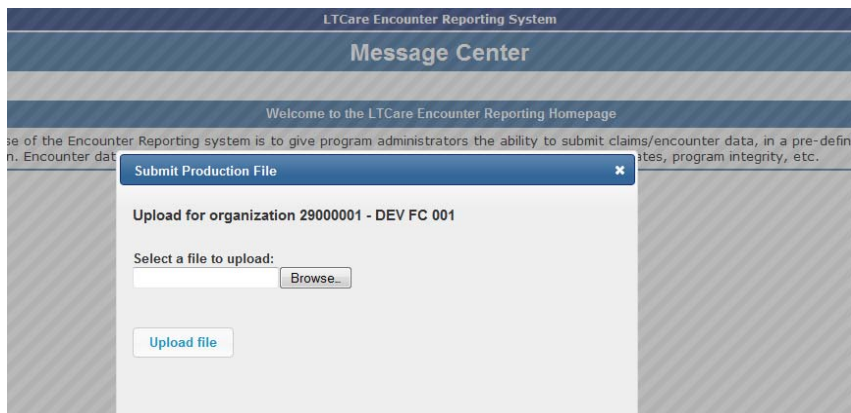 LTCare Encounter Reporting System
Message Center
Welcome to the LTCare Encounter Reporting Homepage
se of the Encounter Reporting system is to give program administrators the ability to submit claims/encounter data, in a pre-defin
n. Encounter dat ates, program integrity, etc.
Submit Production File
Upload for organization 29000001 - DEV FC 001
Select a file to upload:
Browse...
Upload file